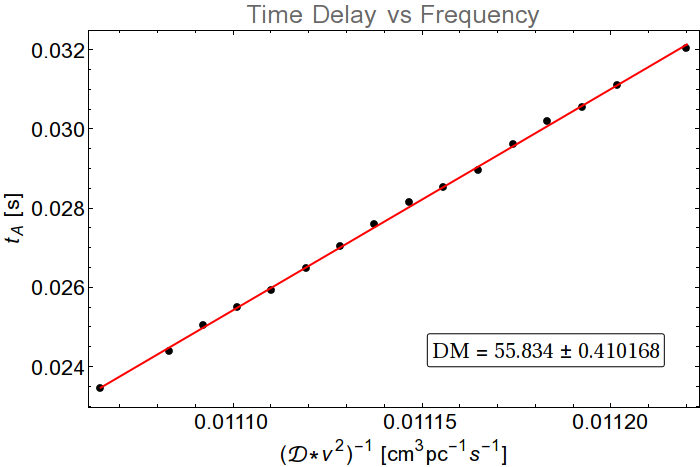 Time Delay vs Frequency
0.032
0.030
0.028
0.026
0.024
t_A [s]
DM = 55.834 ± 0.410168
0.01110 0.01115 0.01120
(𝒟*v²)⁻¹ [cm³pc⁻¹s⁻¹]